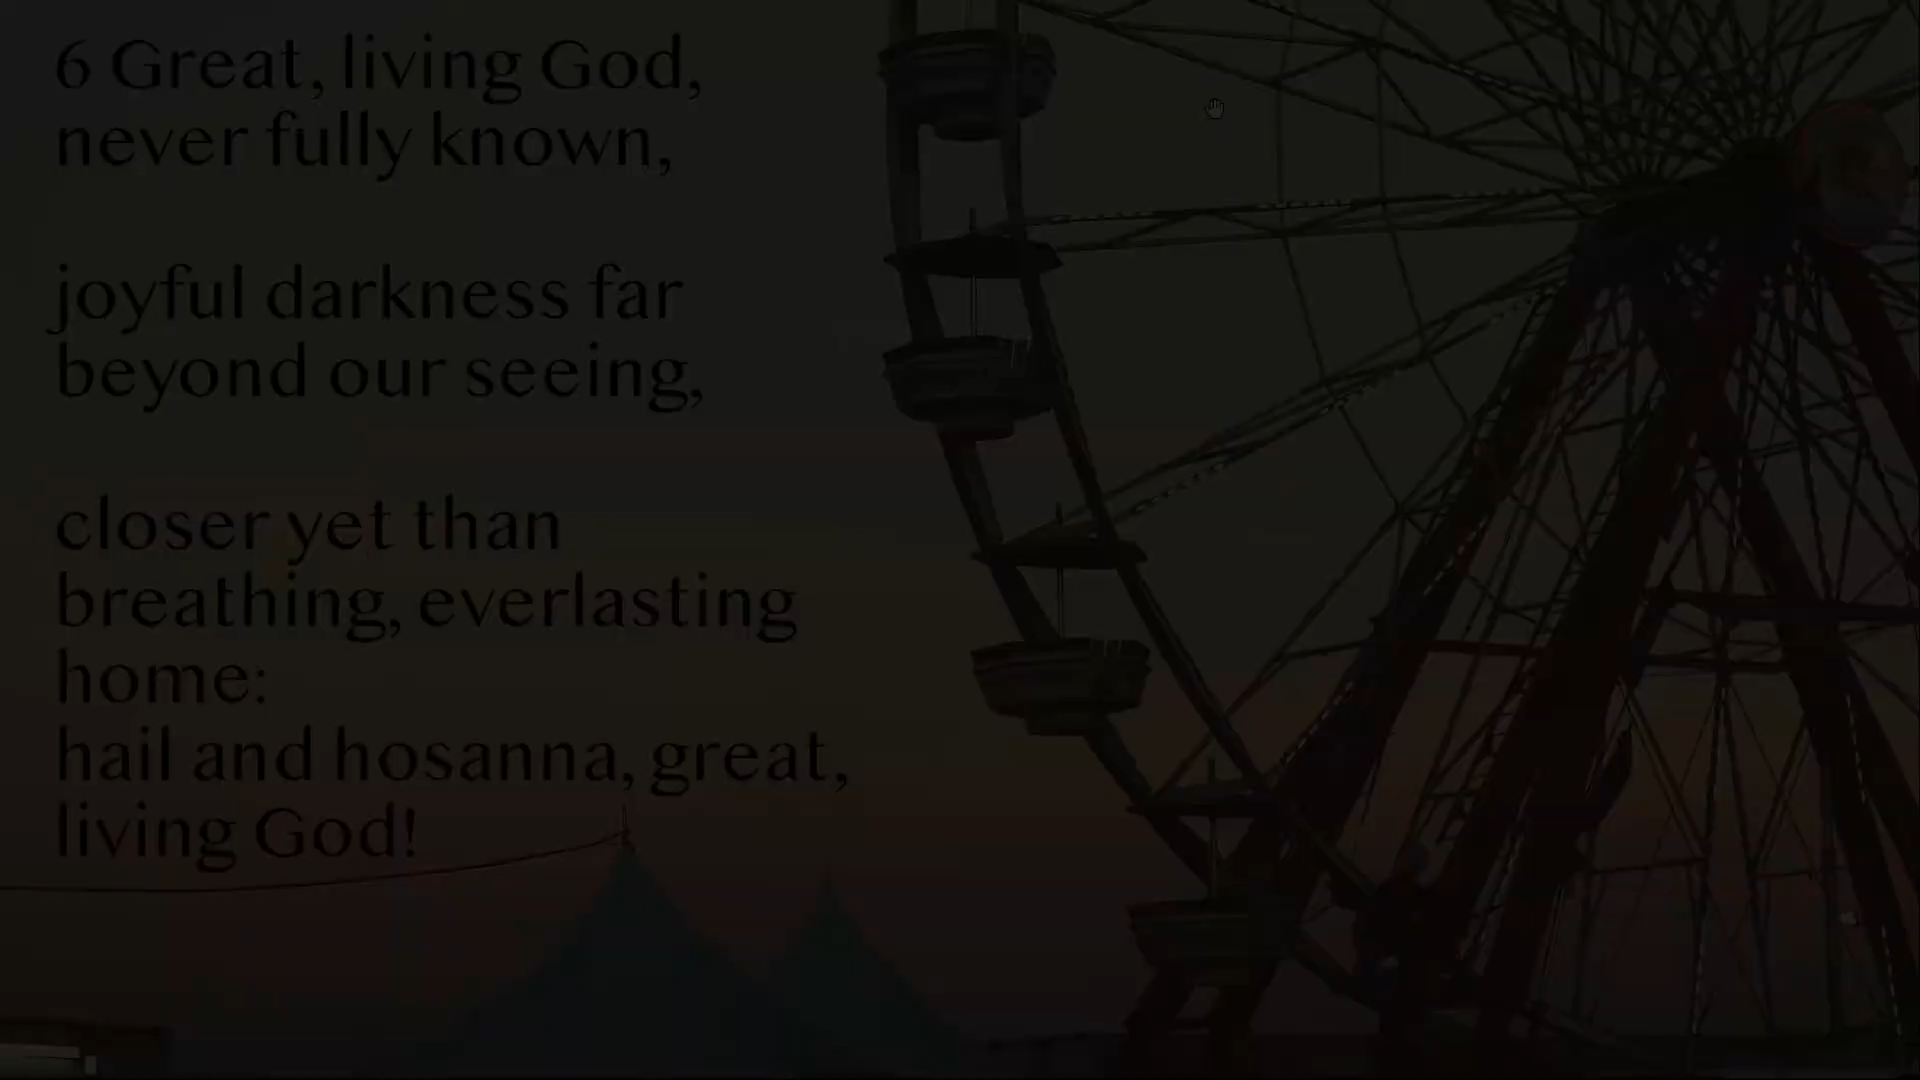 6 Great, living God,
never fully known,
joyful darkness far
beyond our seeing,
closer yet than
breathing, everlasting
home:
hail and hosanna, great,
living God!